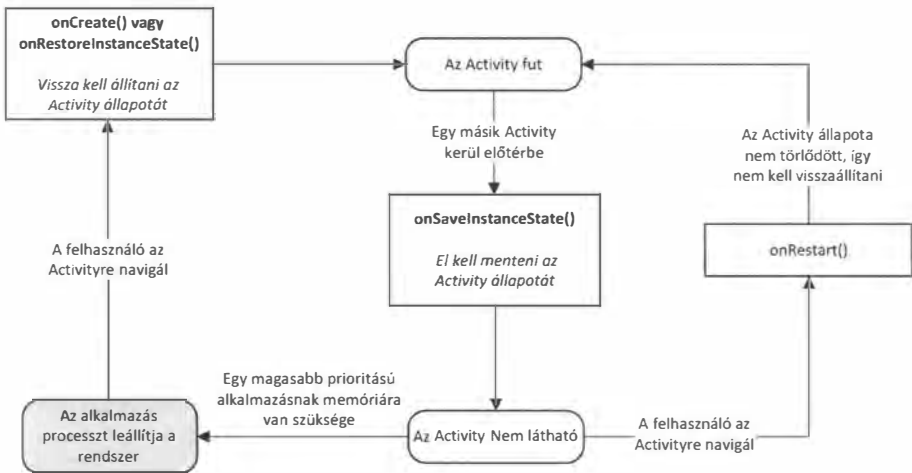 onCreate() vagy
onRestoreInstanceState()
Vissza kell állítani az
Activity állapotát
Az Activity fut
Egy másik Activity
kerül előtérbe
Az Activity állapota
nem törlődött, így
nem kell visszaállítani
onSaveInstanceState()
El kell menteni az
Activity állapotát
A felhasználó az
Activityre navigál
onRestart()
Egy magasabb prioritású
alkalmazásnak memóriára
van szüksége
Az alkalmazás
processzt leállítja a
rendszer
Az Activity Nem látható
A felhasználó az
Activityre navigál